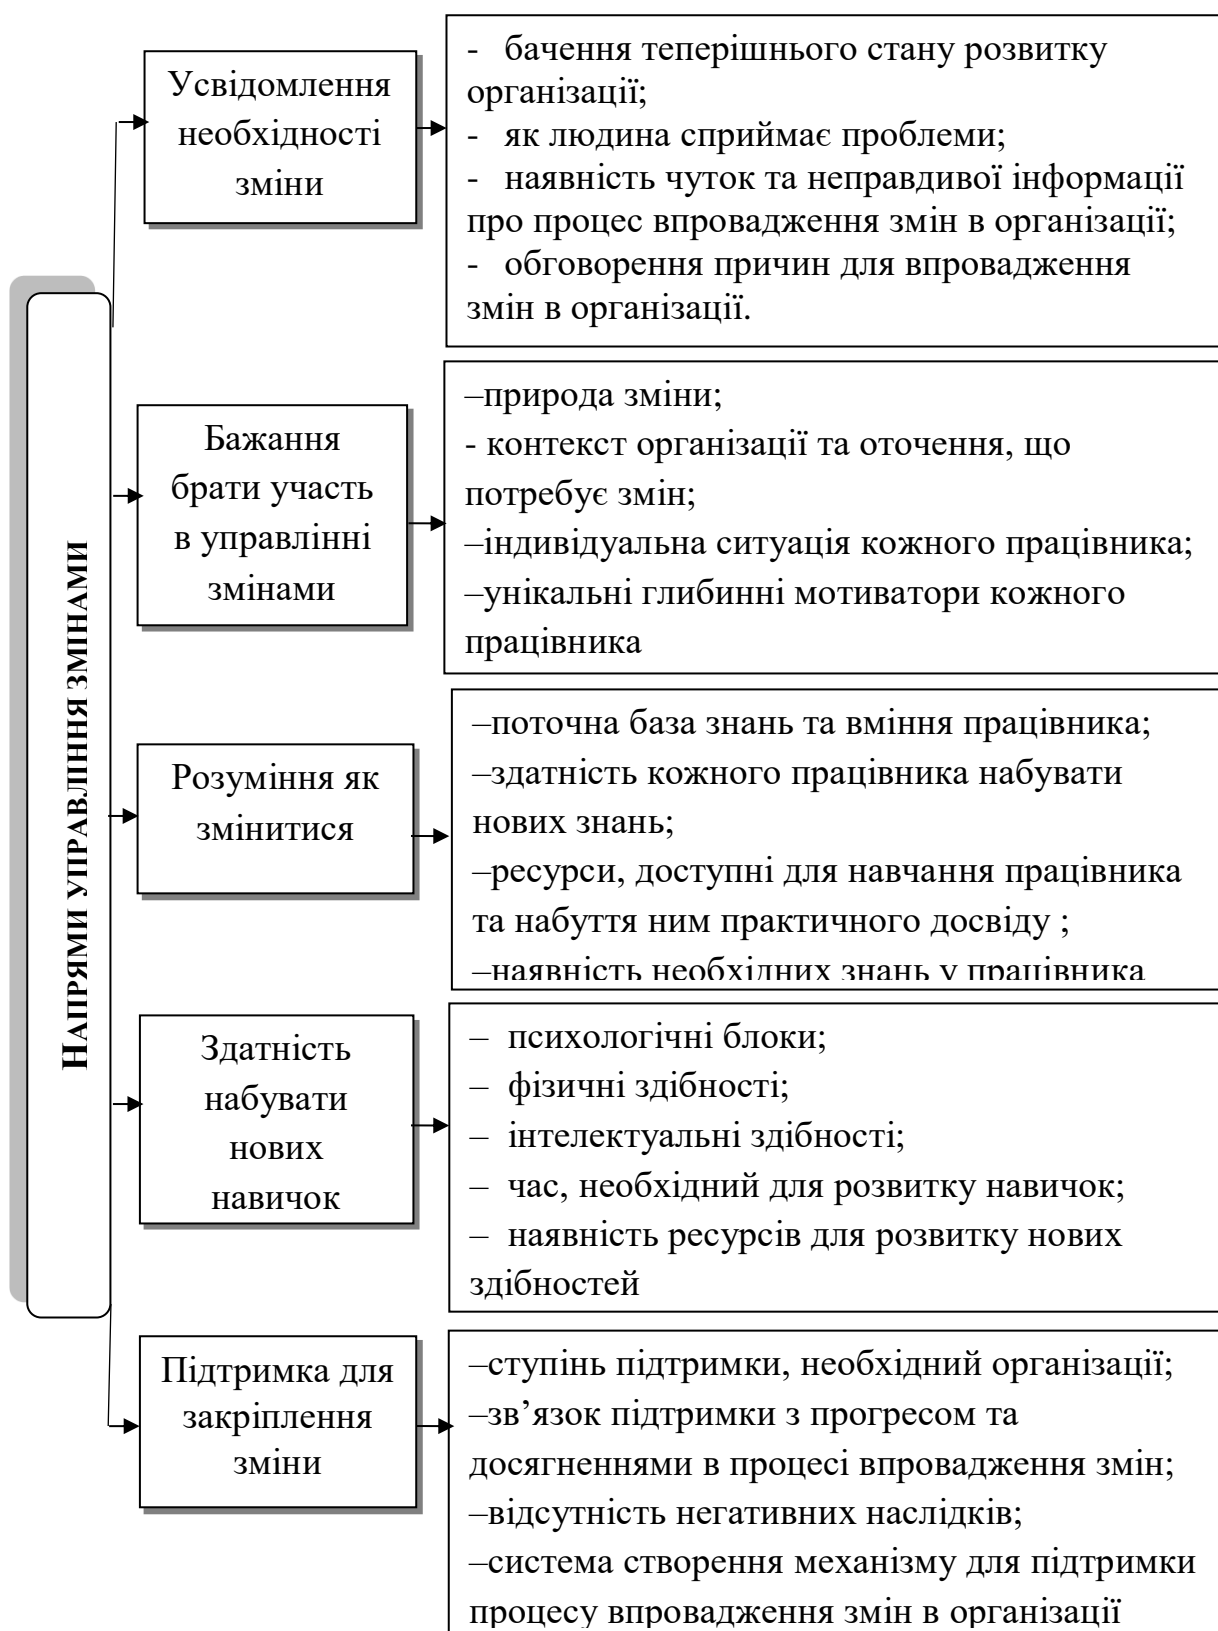 НАПРЯМИ УПРАВЛІННЯ ЗМІНАМИ
Усвідомлення
необхідності
зміни
- бачення теперішнього стану розвитку
організації;
- як людина сприймає проблеми;
- наявність чуток та неправдивої інформації
про процес впровадження змін в організації;
- обговорення причин для впровадження
змін в організації.
Бажання
брати участь
в управлінні
змінами
–природа зміни;
- контекст організації та оточення, що
потребує змін;
–індивідуальна ситуація кожного працівника;
–унікальні глибинні мотиватори кожного
працівника
Розуміння як
змінитися
–поточна база знань та вміння працівника;
–здатність кожного працівника набувати
нових знань;
–ресурси, доступні для навчання працівника
та набуття ним практичного досвіду ;
–наявність необхідних знань у працівника
Здатність
набувати
нових
навичок
– психологічні блоки;
– фізичні здібності;
– інтелектуальні здібності;
– час, необхідний для розвитку навичок;
– наявність ресурсів для розвитку нових
здібностей
Підтримка для
закріплення
зміни
–ступінь підтримки, необхідний організації;
–зв’язок підтримки з прогресом та
досягненнями в процесі впровадження змін;
–відсутність негативних наслідків;
–система створення механізму для підтримки
процесу впровадження змін в організації